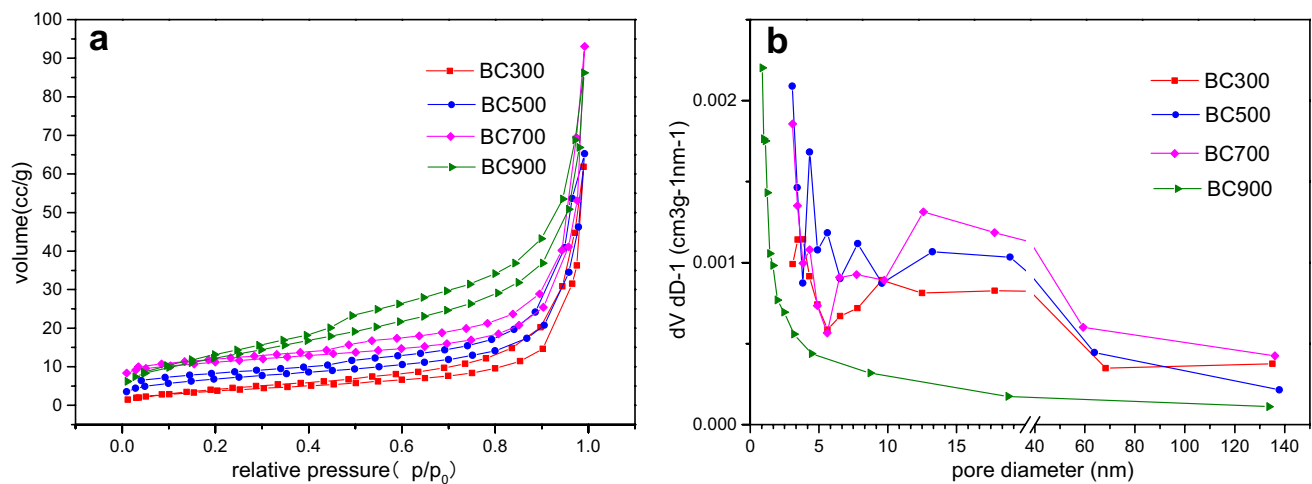 a
volume(cc/g)
100
90
80
70
60
50
40
30
20
10
0
BC300
BC500
BC700
BC900
0.0 0.2 0.4 0.6 0.8 1.0
relative pressure( p/p0)
b
dV dD-1 (cm3g-1nm-1)
0.002
0.001
0.000
BC300
BC500
BC700
BC900
0 5 10 15 40 60 80 100 120 140
pore diameter (nm)